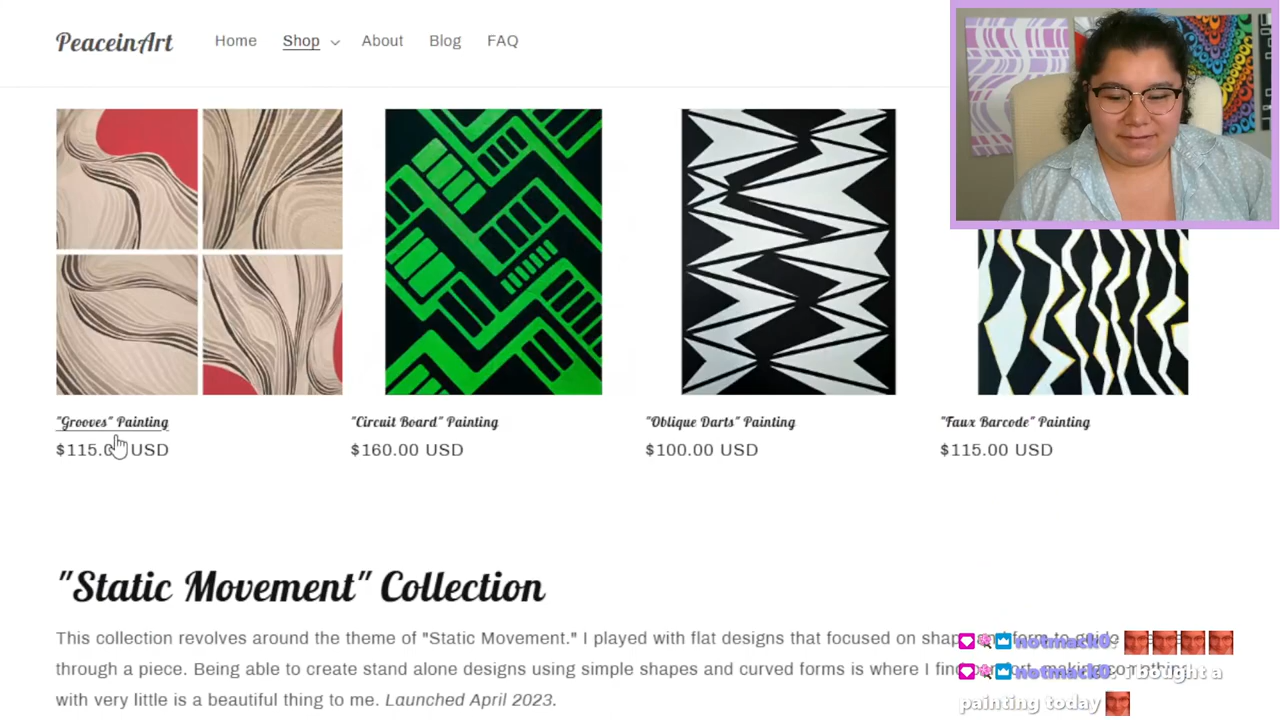 PeaceinArt
Home Shop About Blog FAQ
"Grooves" Painting
$115.0 USD
"Circuit Board" Painting
$160.00 USD
"Oblique Darts" Painting
$100.00 USD
"Faux Barcode" Painting
$115.00 USD
"Static Movement" Collection
This collection revolves around the theme of "Static Movement." I played with flat designs that focused on
through a piece. Being able to create stand alone designs using simple shapes and curved forms is where I
with very little is a beautiful thing to me. Launched April 2023.
notmack0:
notmack0: I bought a
painting today